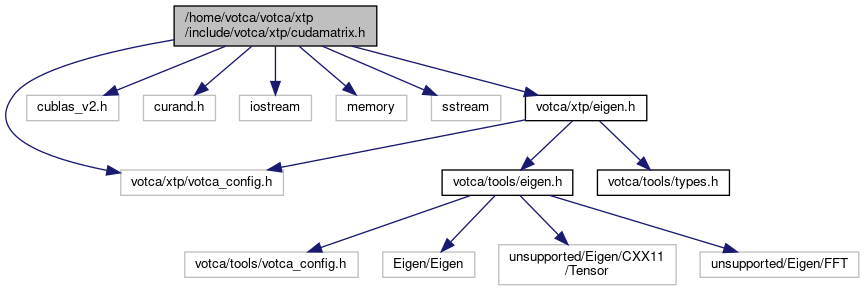 /home/votca/votca/xtp
/include/votca/xtp/cudamatrix.h
cublas_v2.h
curand.h
iostream
memory
sstream
votca/xtp/eigen.h
votca/xtp/votca_config.h
votca/tools/eigen.h
votca/tools/types.h
votca/tools/votca_config.h
Eigen/Eigen
unsupported/Eigen/CXX11
/Tensor
unsupported/Eigen/FFT